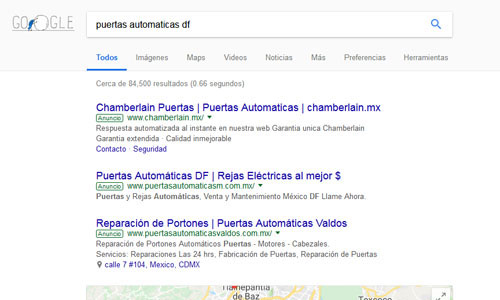 GOOGLE
puertas automaticas df
Todos Imágenes Maps Videos Noticias Más Preferencias Herramientas
Cerca de 84,500 resultados (0.66 segundos)
Chamberlain Puertas | Puertas Automaticas | chamberlain.mx
Anuncio www.chamberlain.mx/
Respuesta automatizada al instante en nuestra web Garantia unica Chamberlain
Garantia extendida · Calidad inmejorable
Contacto · Seguridad
Puertas Automáticas DF | Rejas Eléctricas al mejor $
Anuncio www.puertasautomaticasm.com.mx/
Puertas y Rejas Automáticas, Venta y Mantenimiento México DF Llame Ahora.
Reparación de Portones | Puertas Automáticas Valdos
Anuncio www.puertasautomaticasvaldos.com.mx/
Reparación de Portones Automáticos Puertas - Motores - Cabezales.
Servicios: Reparaciones Las 24 hrs, Fabricación de Puertas, Reparación de Puertas
calle 7 #104, Mexico, CDMX
Tlalnepantla
de Baz
Texcoco